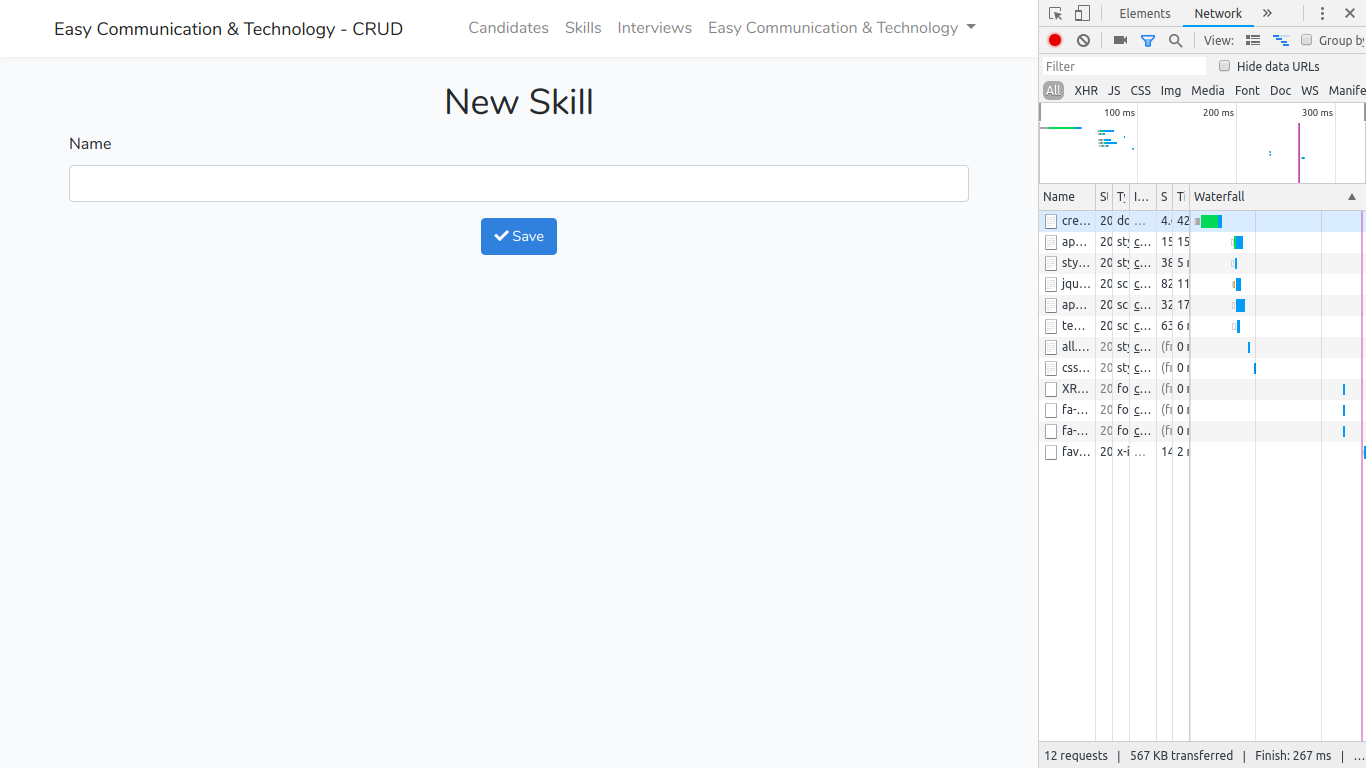 Easy Communication & Technology - CRUD
Candidates Skills Interviews Easy Communication & Technology
New Skill
Name
Save
Elements Network »
View: Group by
Filter Hide data URLs
All XHR JS CSS Img Media Font Doc WS Manife
100 ms 200 ms 300 ms
Name I... S Waterfall
cre... 20 do ... 42
ap... 20 sty c... 15 15
sty... 20 sty c... 38 5 m
jqu... 20 sc c... 82 11
ap... 20 sc c... 32 17
te... 20 sc c... 63 6 m
all.... 20 sty c... (fr 0 m
css... 20 sty c... (fr 0 m
XR... 20 fo c... (fr 0 m
fa-... 20 fo c... (fr 0 m
fa-... 20 fo c... (fr 0 m
fav... 20 x-i ... 14 2 m
12 requests | 567 KB transferred | Finish: 267 ms | ...